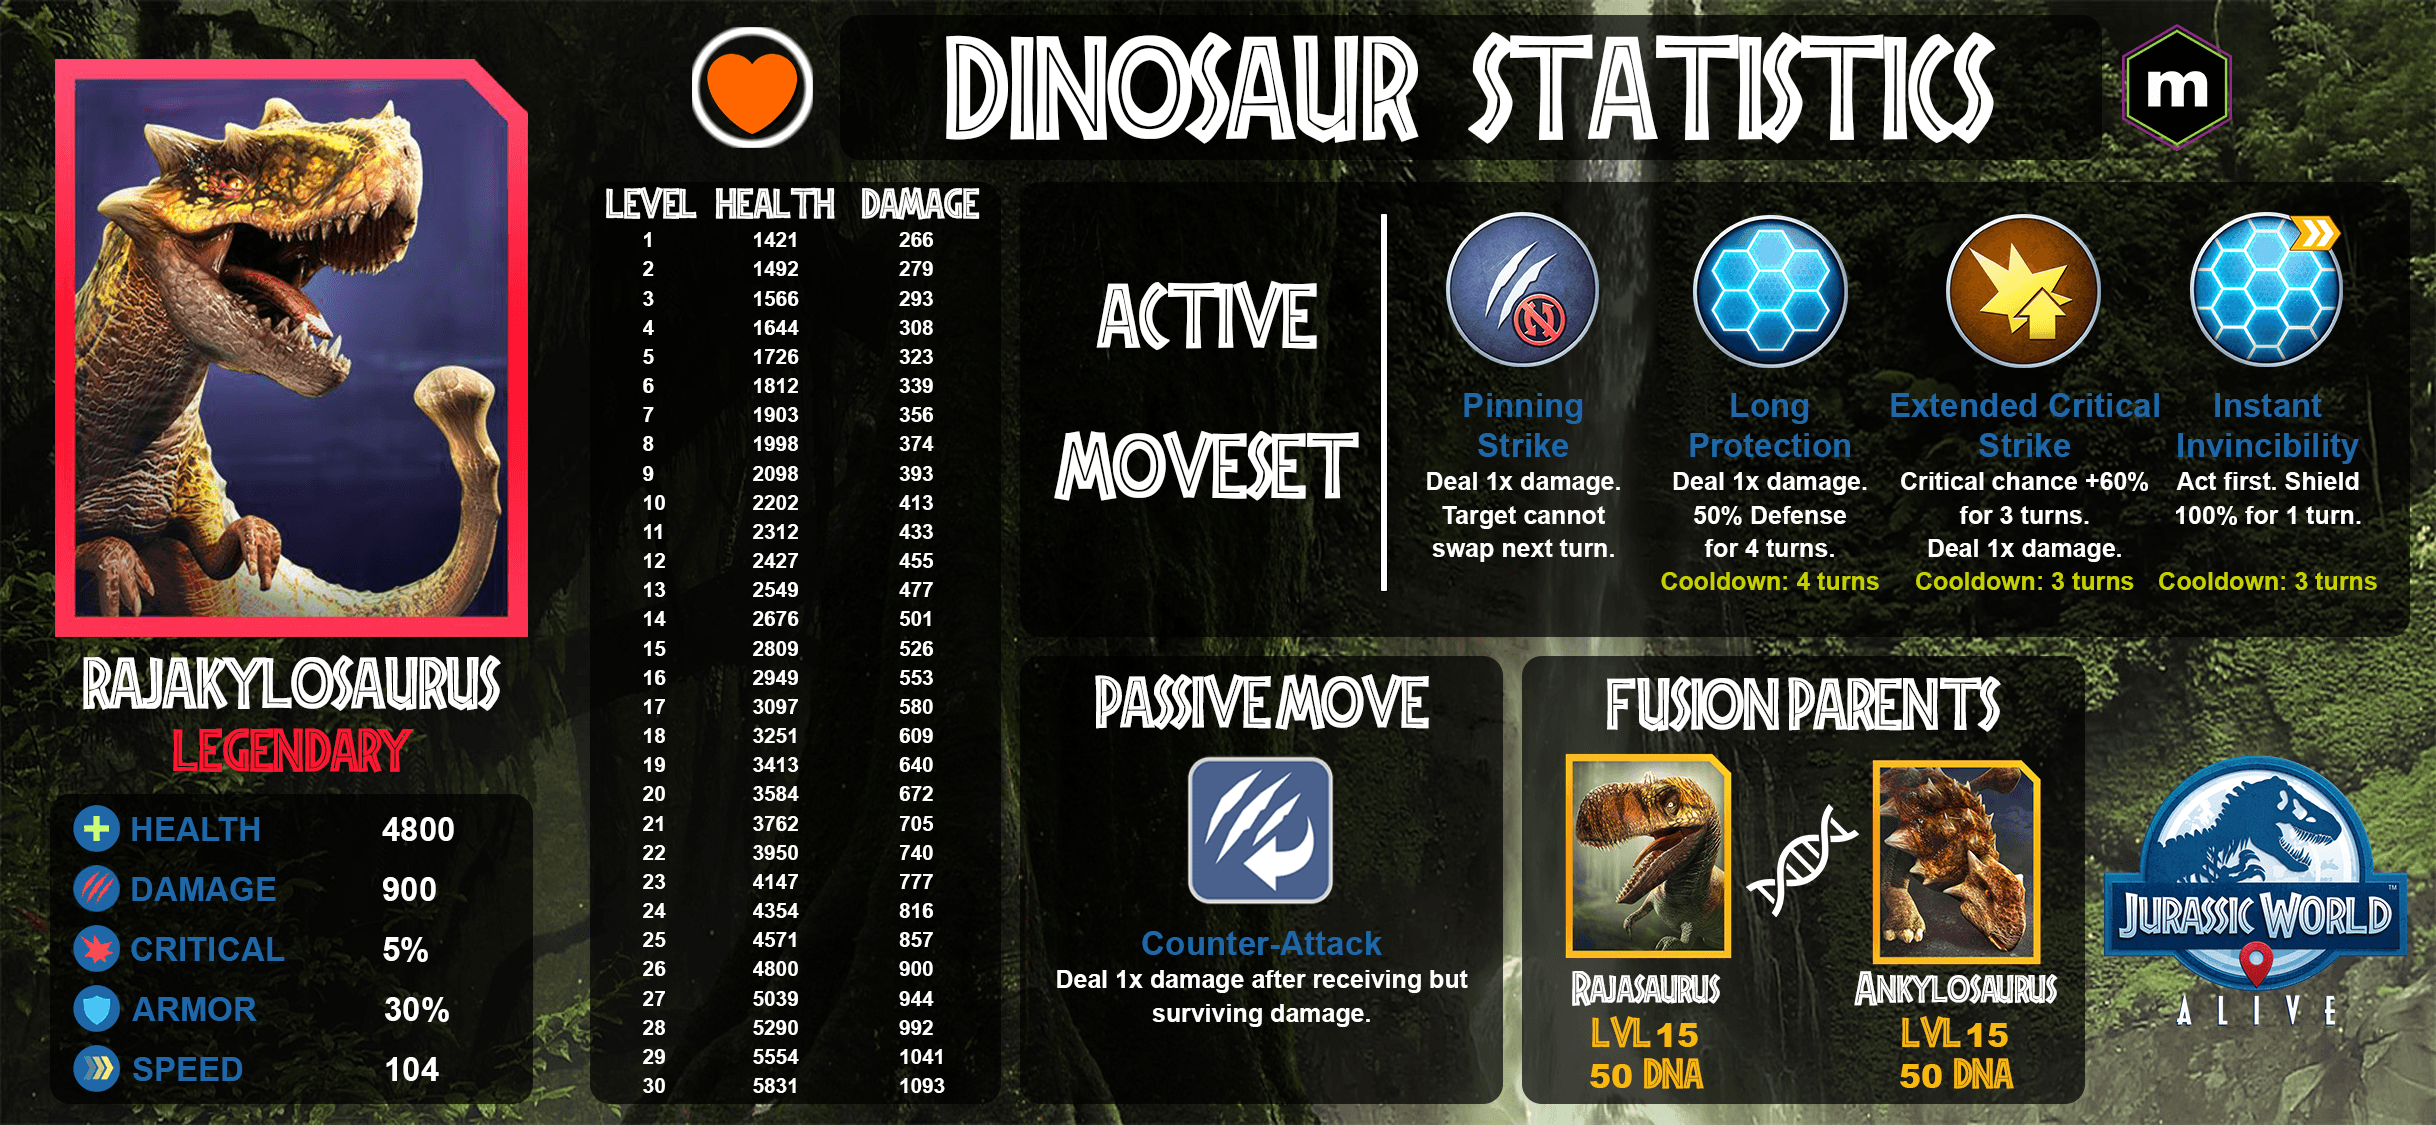 DINOSAUR STATISTICS
m
RAJAKYLOSAURUS
LEGENDARY
HEALTH 4800
DAMAGE 900
CRITICAL 5%
ARMOR 30%
SPEED 104
LEVEL HEALTH DAMAGE
1 1421 266
2 1492 279
3 1566 293
4 1644 308
5 1726 323
6 1812 339
7 1903 356
8 1998 374
9 2098 393
10 2202 413
11 2312 433
12 2427 455
13 2549 477
14 2676 501
15 2809 526
16 2949 553
17 3097 580
18 3251 609
19 3413 640
20 3584 672
21 3762 705
22 3950 740
23 4147 777
24 4354 816
25 4571 857
26 4800 900
27 5039 944
28 5290 992
29 5554 1041
30 5831 1093
ACTIVE
MOVESET
Pinning
Strike
Deal 1x damage.
Target cannot
swap next turn.
Long
Protection
Deal 1x damage.
50% Defense
for 4 turns.
Cooldown: 4 turns
Extended Critical
Strike
Critical chance +60%
for 3 turns.
Deal 1x damage.
Cooldown: 3 turns
Instant
Invincibility
Act first. Shield
100% for 1 turn.
Cooldown: 3 turns
PASSIVE MOVE
Counter-Attack
Deal 1x damage after receiving but
surviving damage.
FUSION PARENTS
RAJASAURUS
LVL 15
50 DNA
ANKYLOSAURUS
LVL 15
50 DNA
JURASSIC WORLD™
ALIVE